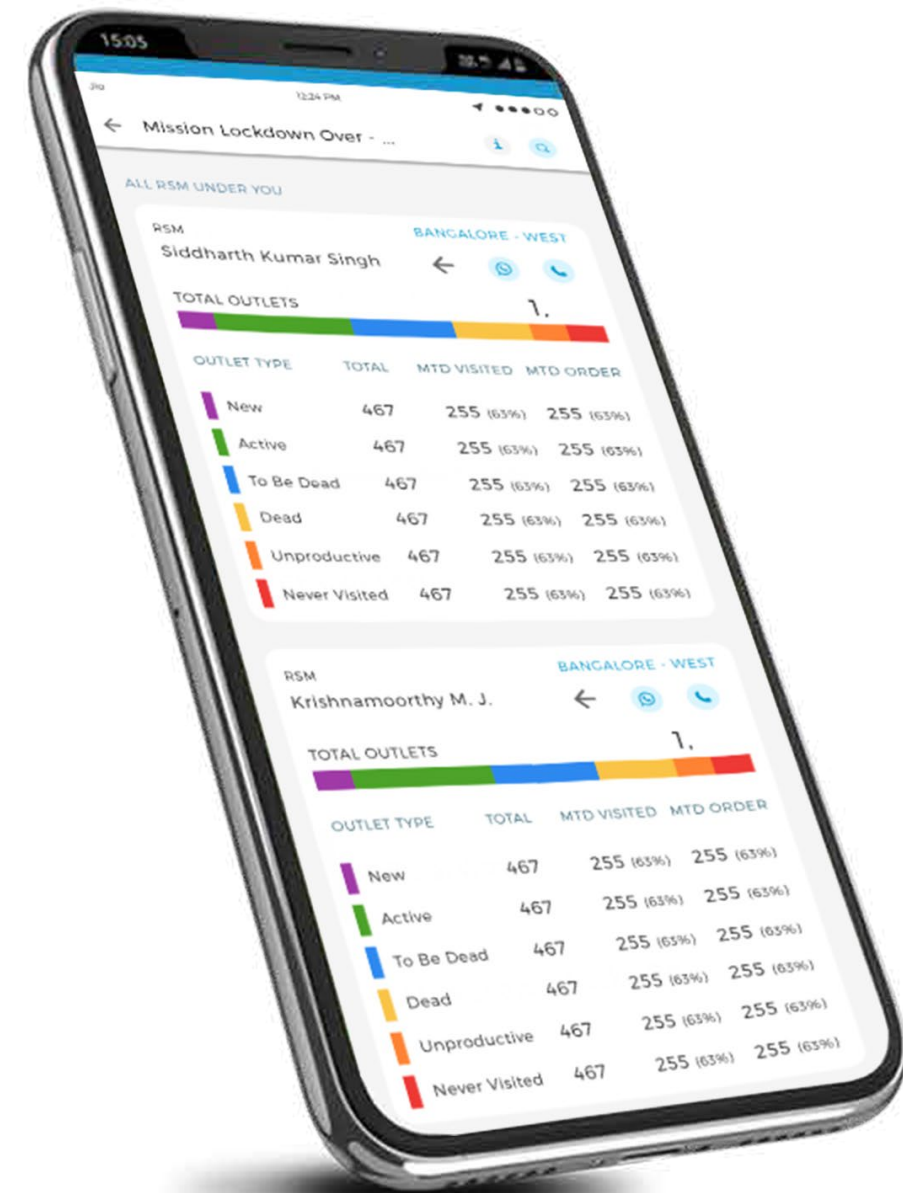 15:05
12:24 PM
Mission Lockdown Over - ...
i
ALL RSM UNDER YOU
RSM BANGALORE - WEST
Siddharth Kumar Singh
TOTAL OUTLETS 1.
OUTLET TYPE TOTAL MTD VISITED MTD ORDER
New 467 255 (63%) 255 (63%)
Active 467 255 (63%) 255 (63%)
To Be Dead 467 255 (63%) 255 (63%)
Dead 467 255 (63%) 255 (63%)
Unproductive 467 255 (63%) 255 (63%)
Never Visited 467 255 (63%) 255 (63%)
RSM BANGALORE - WEST
Krishnamoorthy M. J.
TOTAL OUTLETS 1.
OUTLET TYPE TOTAL MTD VISITED MTD ORDER
New 467 255 (63%) 255 (63%)
Active 467 255 (63%) 255 (63%)
To Be Dead 467 255 (63%) 255 (63%)
Dead 467 255 (63%) 255 (63%)
Unproductive 467 255 (63%) 255 (63%)
Never Visited 467 255 (63%) 255 (63%)